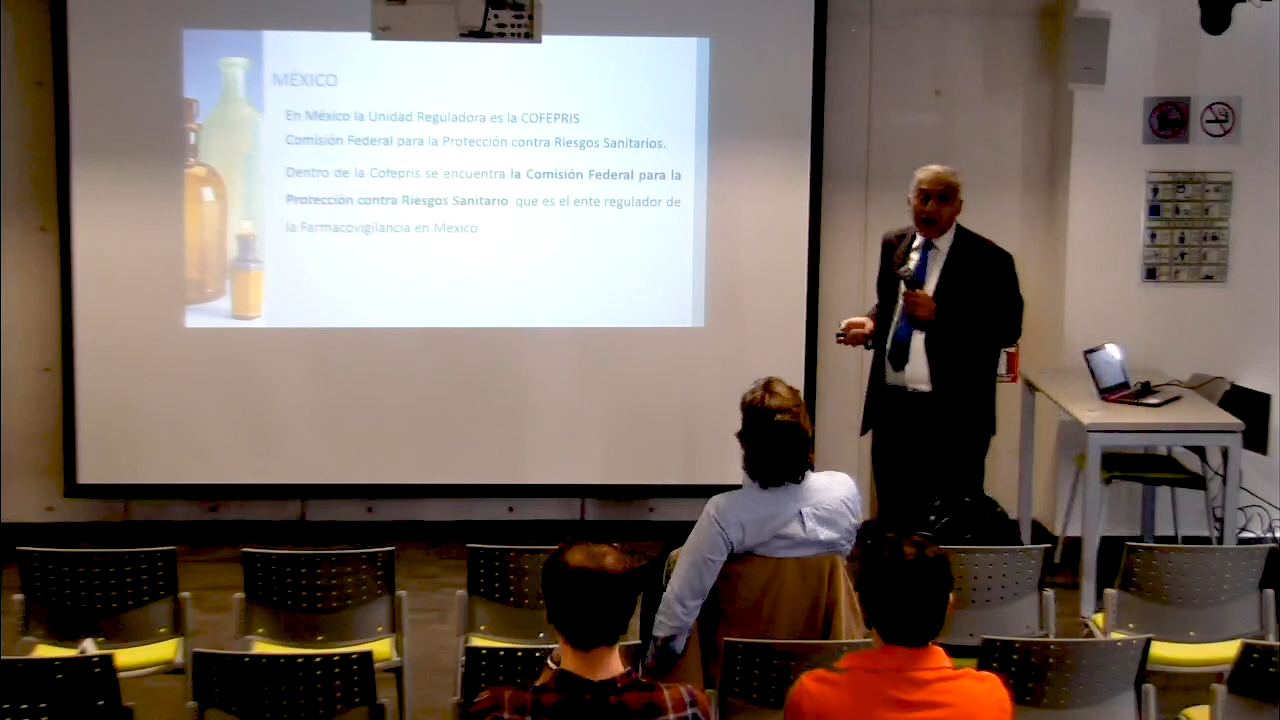 MÉXICO
En México la Unidad Reguladora es la COFEPRIS
Comisión Federal para la Protección contra Riesgos Sanitarios.
Dentro de la Cofepris se encuentra la Comisión Federal para la
Protección contra Riesgos Sanitario que es el ente regulador de
la Farmacovigilancia en Mexico